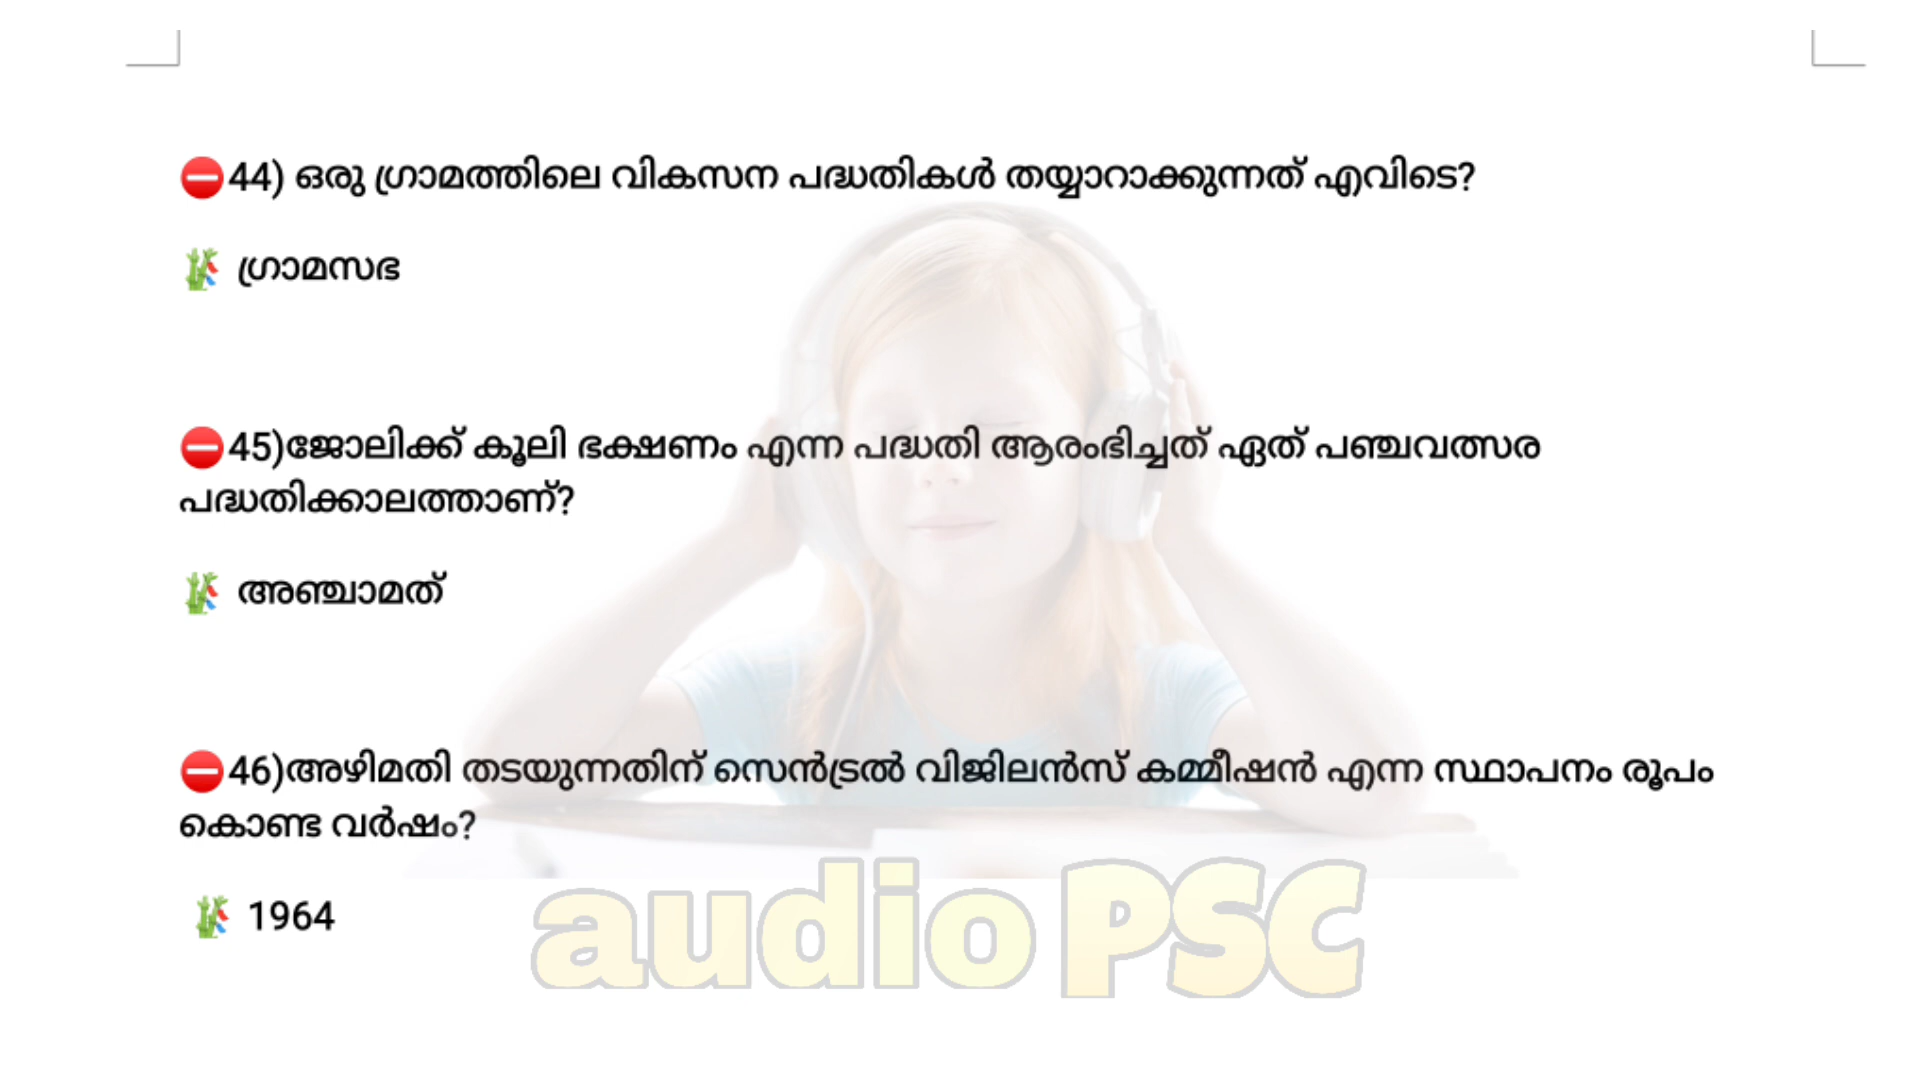 ⛔44) ഒരു ഗ്രാമത്തിലെ വികസന പദ്ധതികൾ തയ്യാറാക്കുന്നത് എവിടെ?
🎋 ഗ്രാമസഭ
⛔45)ജോലിക്ക് കൂലി ഭക്ഷണം എന്ന പദ്ധതി ആരംഭിച്ചത് ഏത് പഞ്ചവത്സര
പദ്ധതിക്കാലത്താണ്?
🎋 അഞ്ചാമത്
⛔46)അഴിമതി തടയുന്നതിന് സെൻട്രൽ വിജിലൻസ് കമ്മീഷൻ എന്ന സ്ഥാപനം രൂപം
കൊണ്ട വർഷം?
🎋 1964
audio PSC